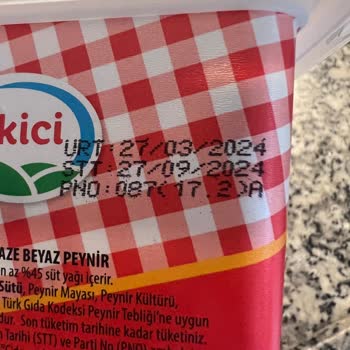 kici
URT: 27/03/2024
STT: 27/09/2024
PNO: 087(17.2)A
AZE BEYAZ PEYNİR
n az %45 süt yağı içerir.
Sütü, Peynir Mayası, Peynir Kültürü,
Türk Gıda Kodeksi Peynir Tebliği'ne uygun
dur. Son tüketim tarihine kadar tüketiniz.
Tarihi (STT) ve Parti No (PNO)